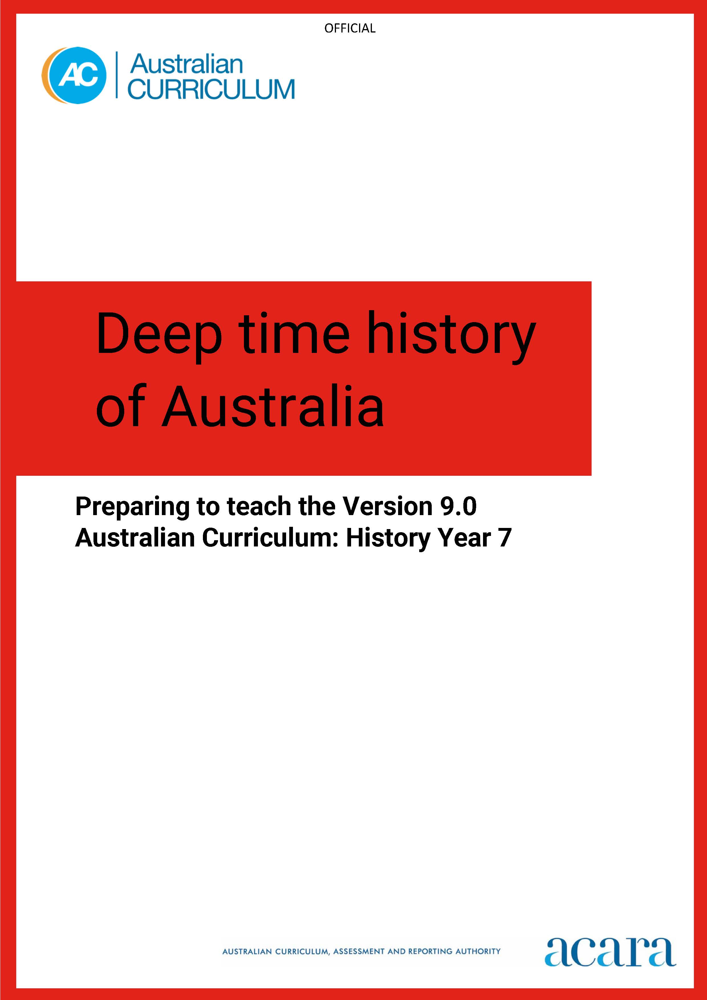 OFFICIAL
AC
Australian
CURRICULUM
Deep time history
of Australia
Preparing to teach the Version 9.0
Australian Curriculum: History Year 7
AUSTRALIAN CURRICULUM, ASSESSMENT AND REPORTING AUTHORITY
acara